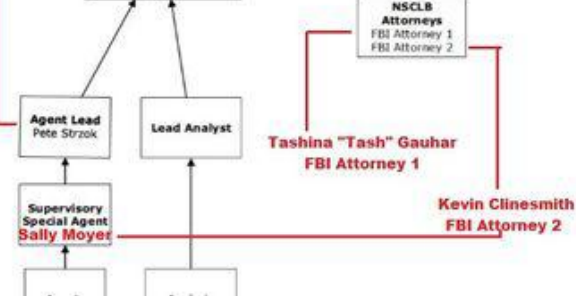 NSCLB
Attorneys
FBI Attorney 1
FBI Attorney 2
Agent Lead
Pete Strzok
Lead Analyst
Tashina "Tash" Gauhar
FBI Attorney 1
Supervisory
Special Agent
Sally Moyer
Kevin Clinesmith
FBI Attorney 2